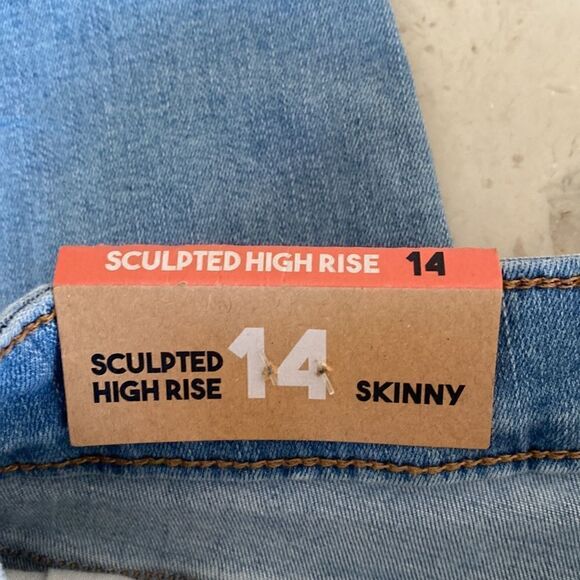 SCULPTED HIGH RISE 14
SCULPTED
HIGH RISE
14
SKINNY